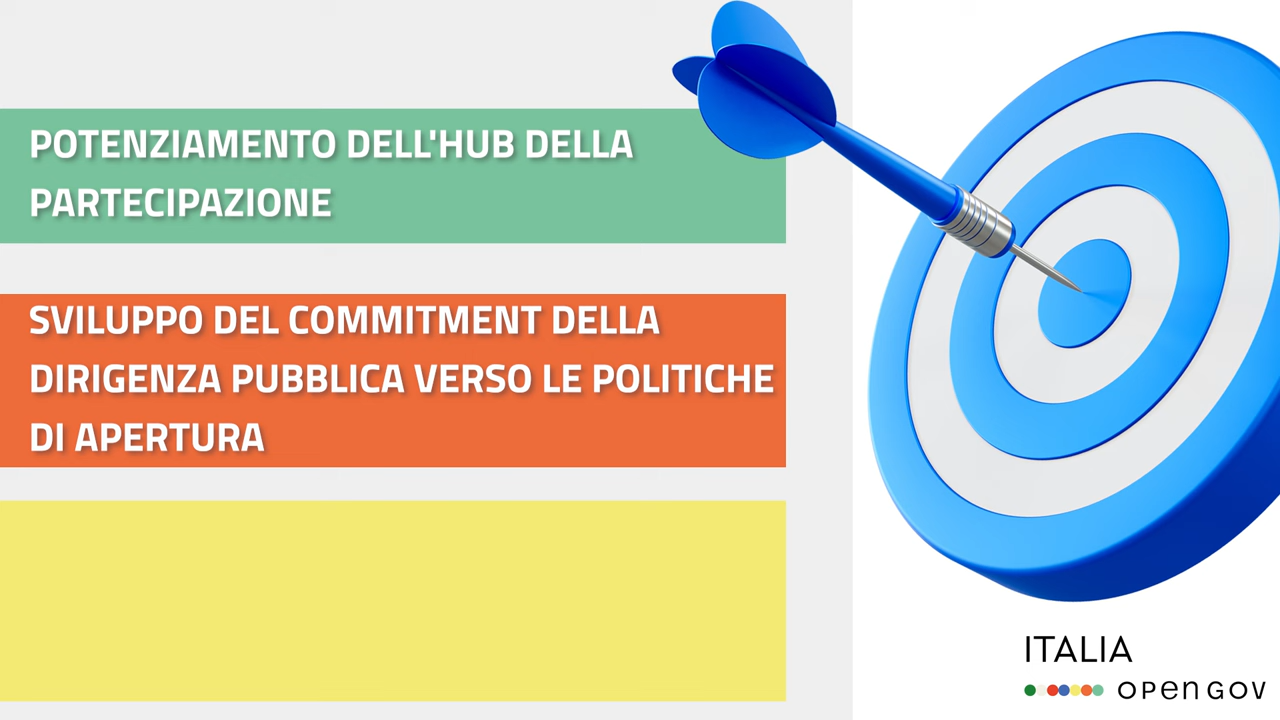 POTENZIAMENTO DELL'HUB DELLA
PARTECIPAZIONE
SVILUPPO DEL COMMITMENT DELLA
DIRIGENZA PUBBLICA VERSO LE POLITICHE
DI APERTURA
ITALIA
OPEN GOV